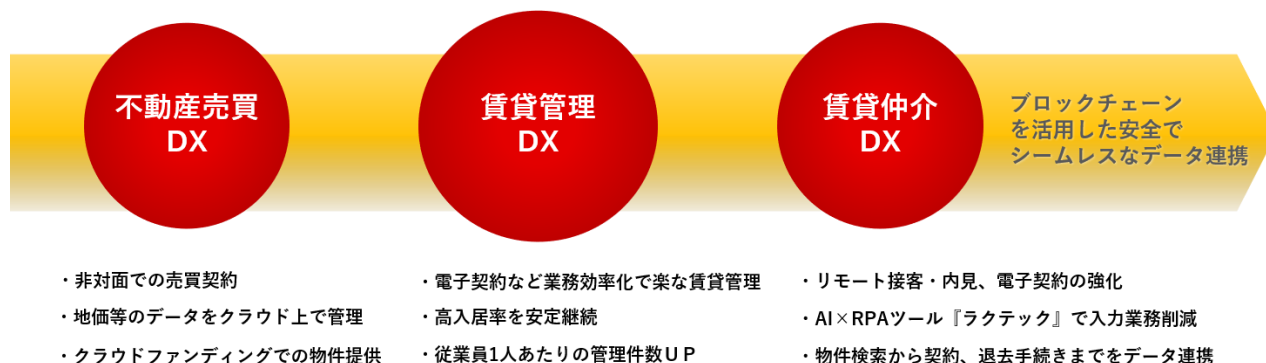 不動産売買
DX
賃貸管理
DX
賃貸仲介
DX
ブロックチェーン
を活用した安全で
シームレスなデータ連携
・非対面での売買契約
・地価等のデータをクラウド上で管理
・クラウドファンディングでの物件提供
・電子契約など業務効率化で楽な賃貸管理
・高入居率を安定継続
・従業員1人あたりの管理件数ＵＰ
・リモート接客・内見、電子契約の強化
・AI×RPAツール『ラクテック』で入力業務削減
・物件検索から契約、退去手続きまでをデータ連携